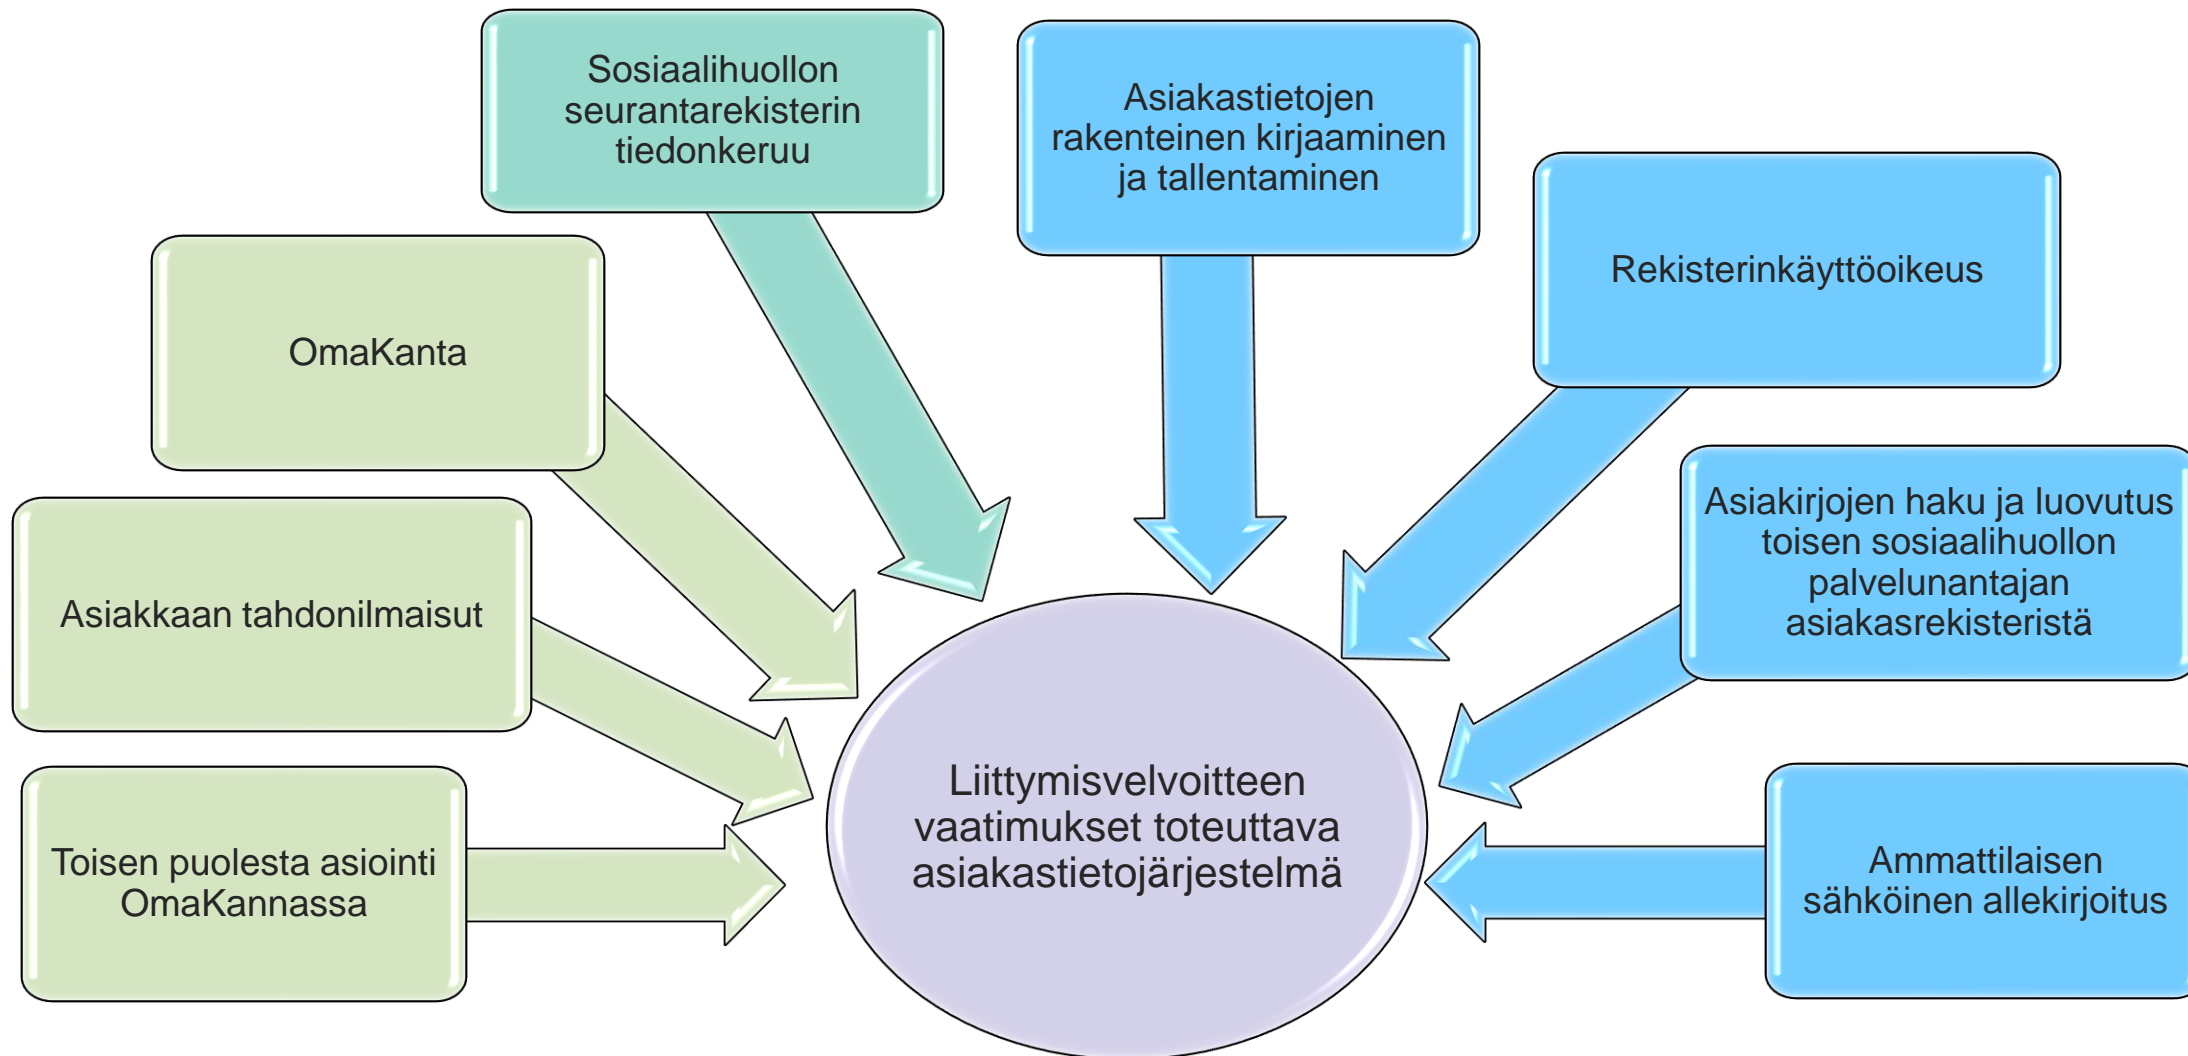 Sosiaalihuollon
seurantarekisterin
tiedonkeruu
Asiakastietojen
rakenteinen kirjaaminen
ja tallentaminen
Rekisterinkäyttöoikeus
OmaKanta
Asiakirjojen haku ja luovutus
toisen sosiaalihuollon
palvelunantajan
asiakasrekisteristä
Asiakkaan tahdonilmaisut
Toisen puolesta asiointi
OmaKannassa
Liittymisvelvoitteen
vaatimukset toteuttava
asiakastietojärjestelmä
Ammattilaisen
sähköinen allekirjoitus